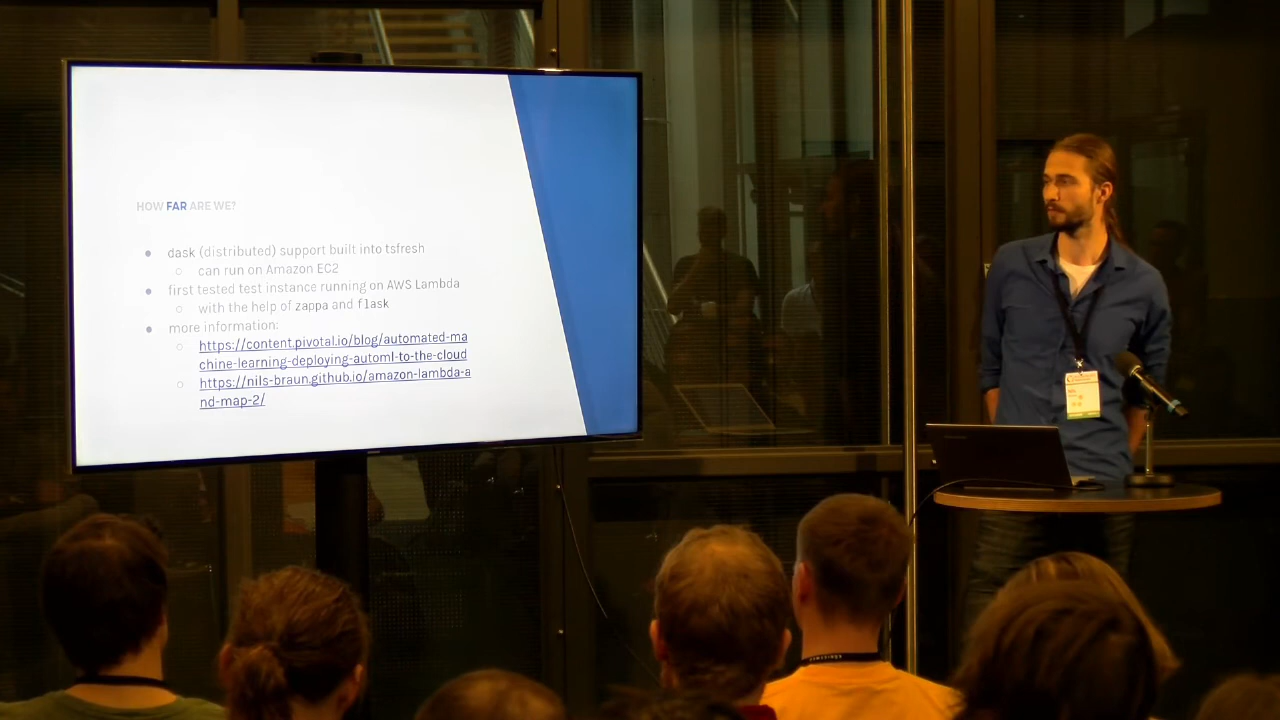 HOW FAR ARE WE?
● dask (distributed) support built into tsfresh
○ can run on Amazon EC2
● first tested test instance running on AWS Lambda
○ with the help of zappa and flask
● more information:
○ https://content.pivotal.io/blog/automated-ma
chine-learning-deploying-automl-to-the-cloud
○ https://nils-braun.github.io/amazon-lambda-a
nd-map-2/